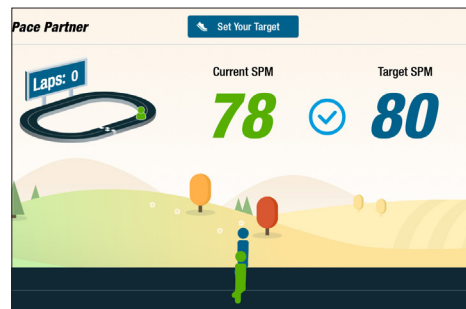 Pace Partner
Set Your Target
Laps: 0
Current SPM
Target SPM
78
80